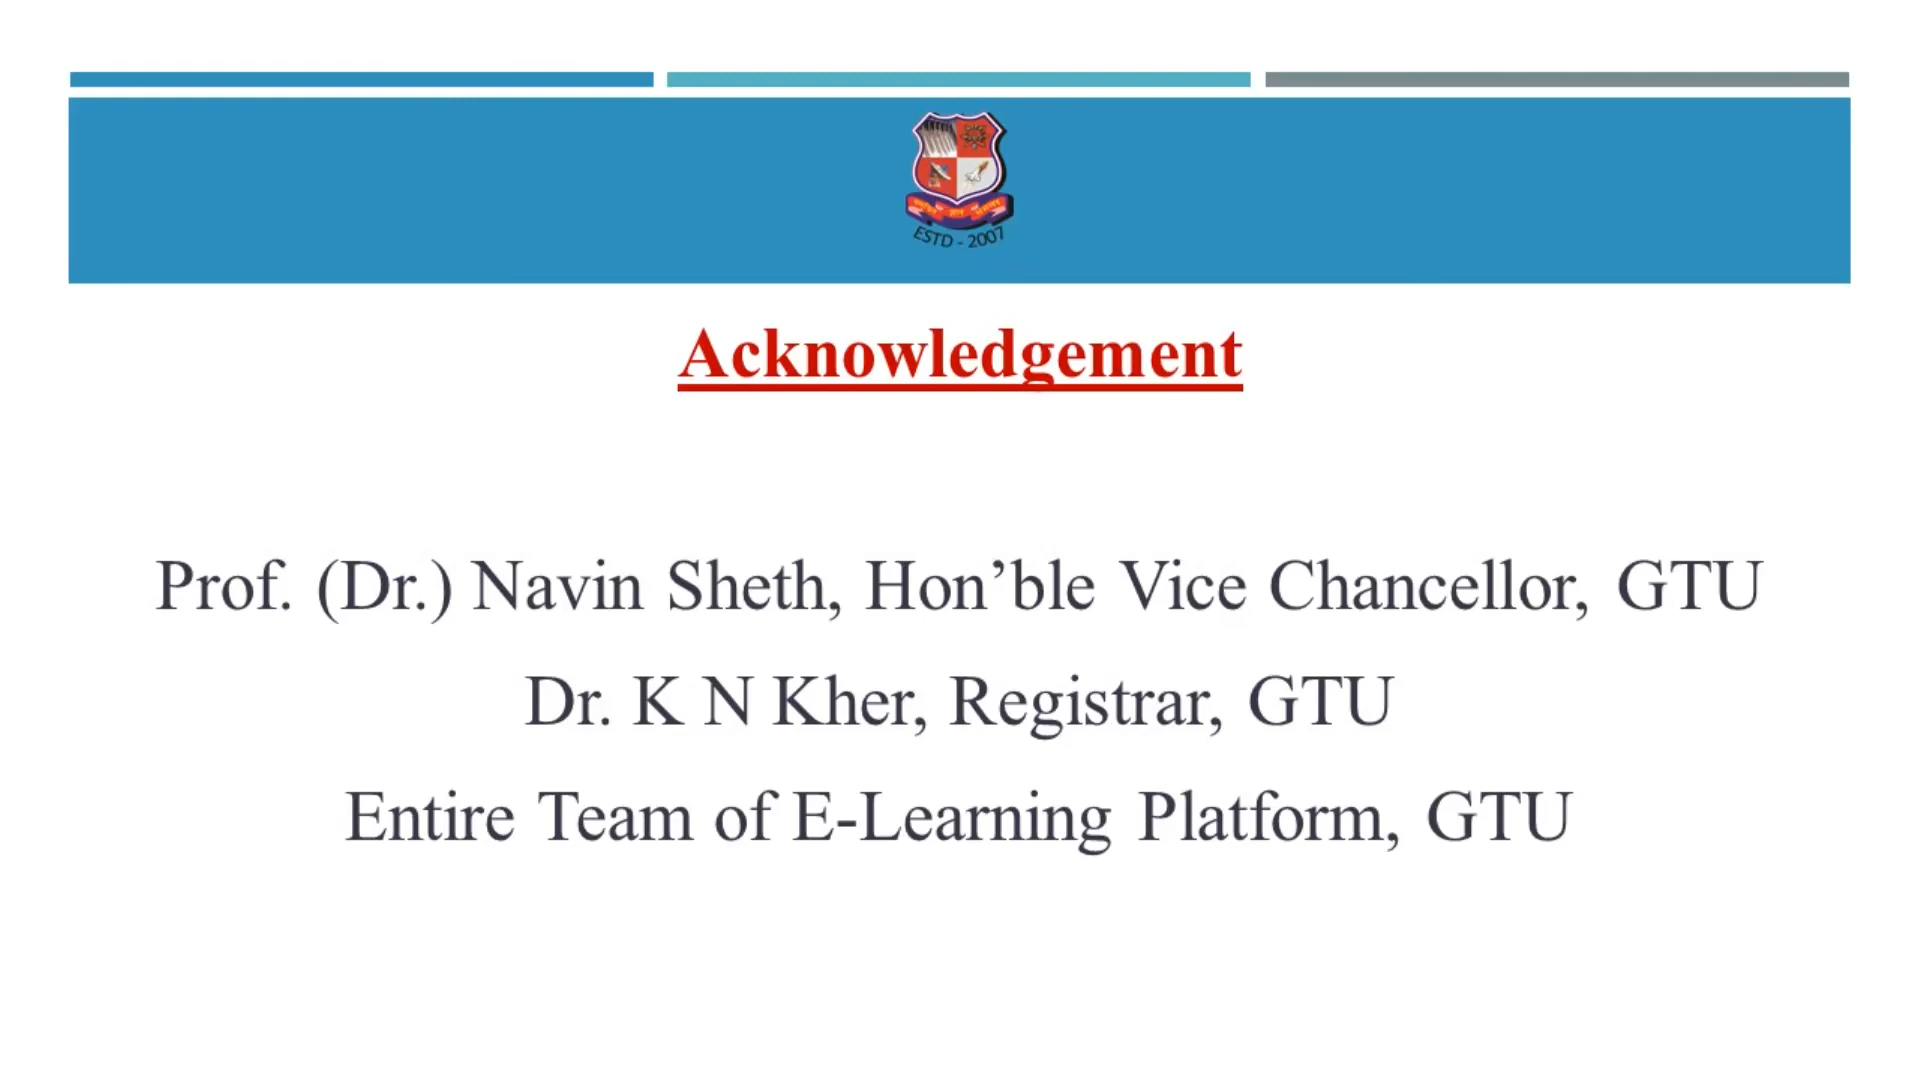 ESTD - 2007
Acknowledgement
Prof. (Dr.) Navin Sheth, Hon’ble Vice Chancellor, GTU
Dr. K N Kher, Registrar, GTU
Entire Team of E-Learning Platform, GTU